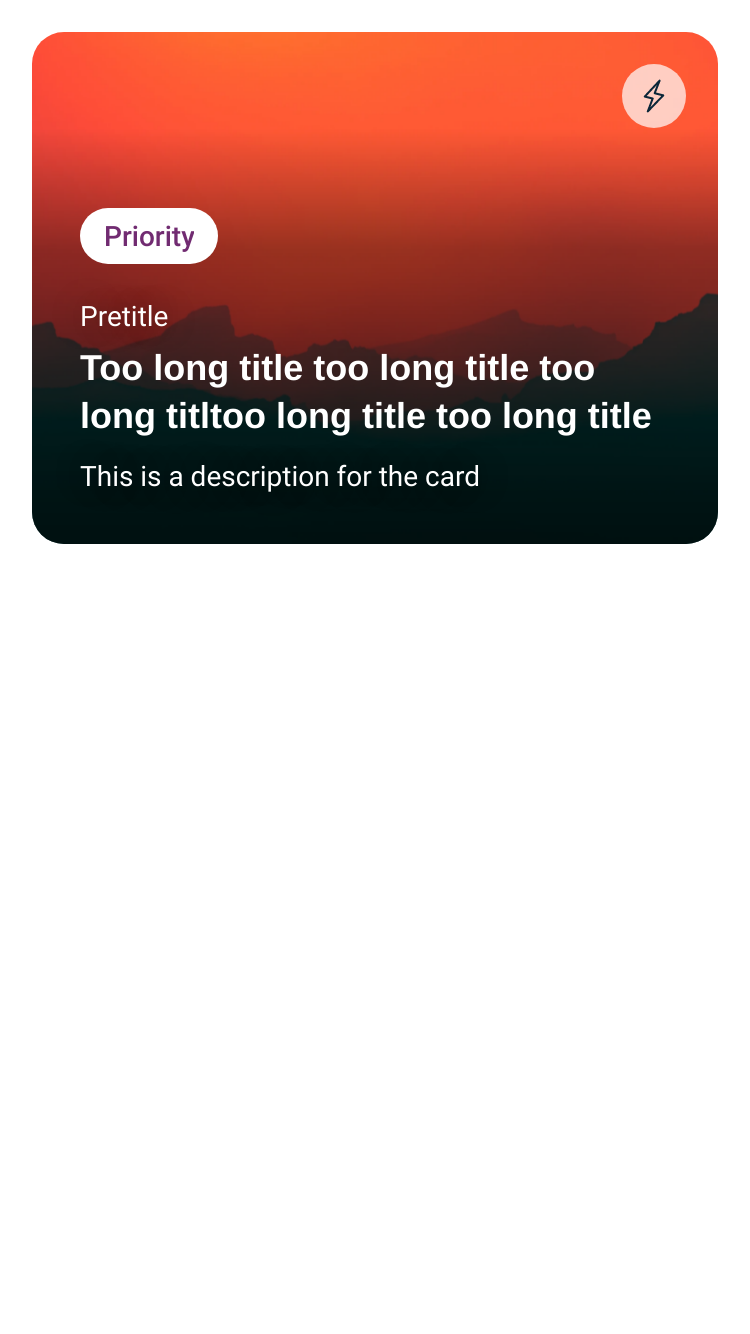 Priority
Pretitle
Too long title too long title too
long titltoo long title too long title
This is a description for the card